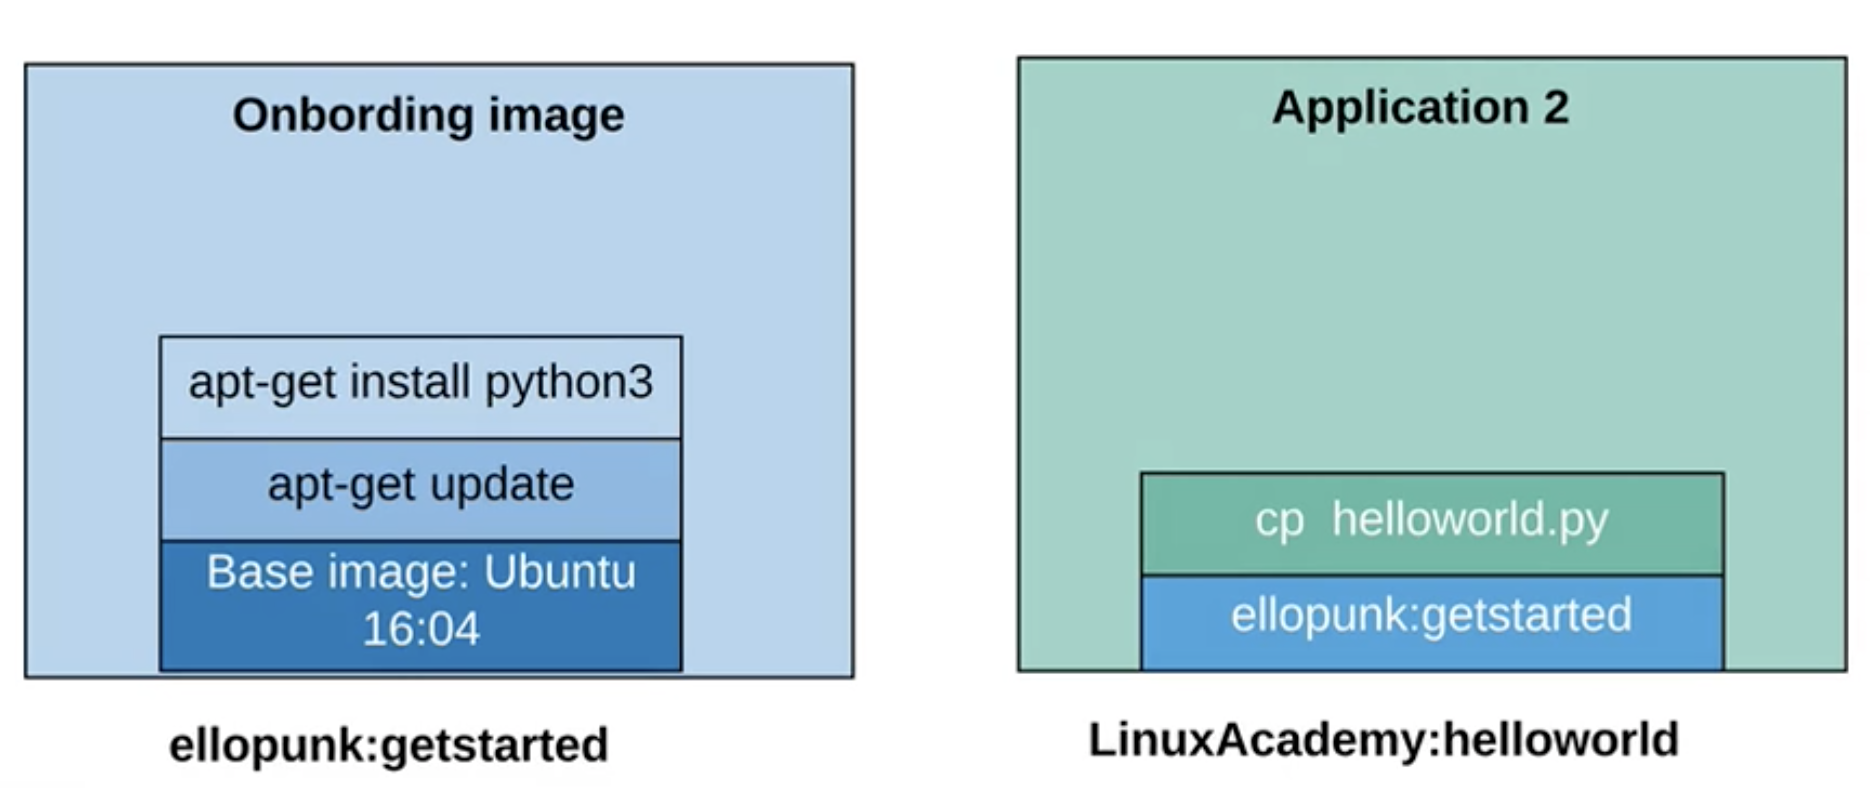 Onbording image
apt-get install python3
apt-get update
Base image: Ubuntu
16:04
ellopunk:getstarted
Application 2
cp  helloworld.py
ellopunk:getstarted
LinuxAcademy:helloworld